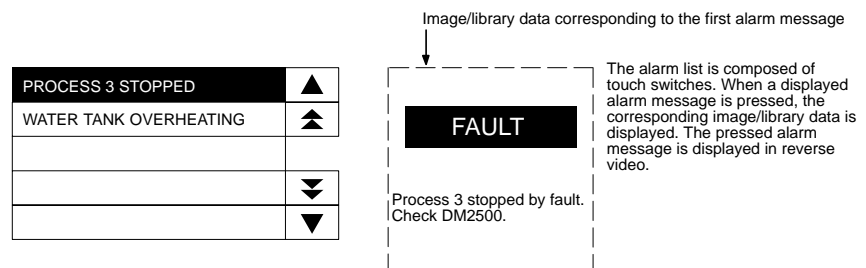 Image/library data corresponding to the first alarm message
PROCESS 3 STOPPED
WATER TANK OVERHEATING
FAULT
Process 3 stopped by fault.
Check DM2500.
The alarm list is composed of
touch switches. When a displayed
alarm message is pressed, the
corresponding image/library data is
displayed. The pressed alarm
message is displayed in reverse
video.